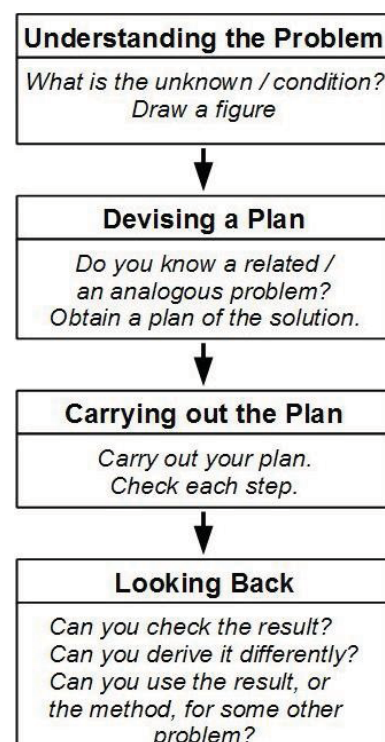 Understanding the Problem
What is the unknown / condition?
Draw a figure
Devising a Plan
Do you know a related /
an analogous problem?
Obtain a plan of the solution.
Carrying out the Plan
Carry out your plan.
Check each step.
Looking Back
Can you check the result?
Can you derive it differently?
Can you use the result, or
the method, for some other
problem?